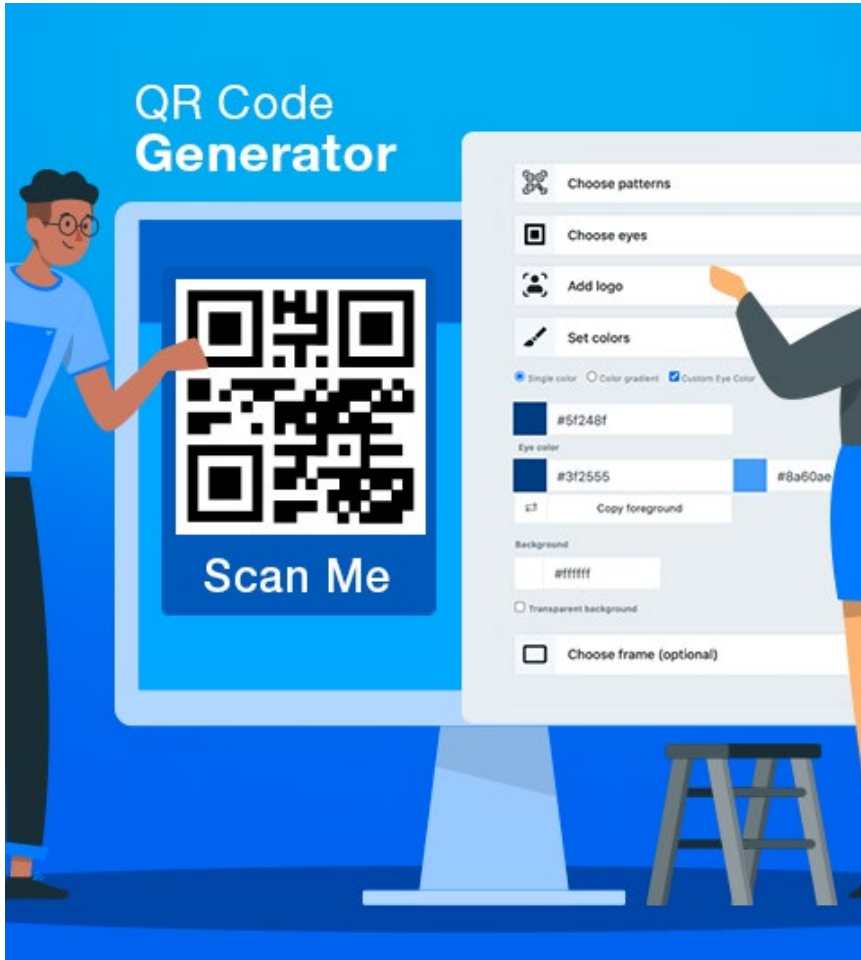 QR Code
Generator
Scan Me
Choose patterns
Choose eyes
Add logo
Set colors
Single color Color gradient Custom Eye Color
#5f248f
Eye color
#3f2555 #8a60ae
Copy foreground
Background
#ffffff
Transparent background
Choose frame (optional)